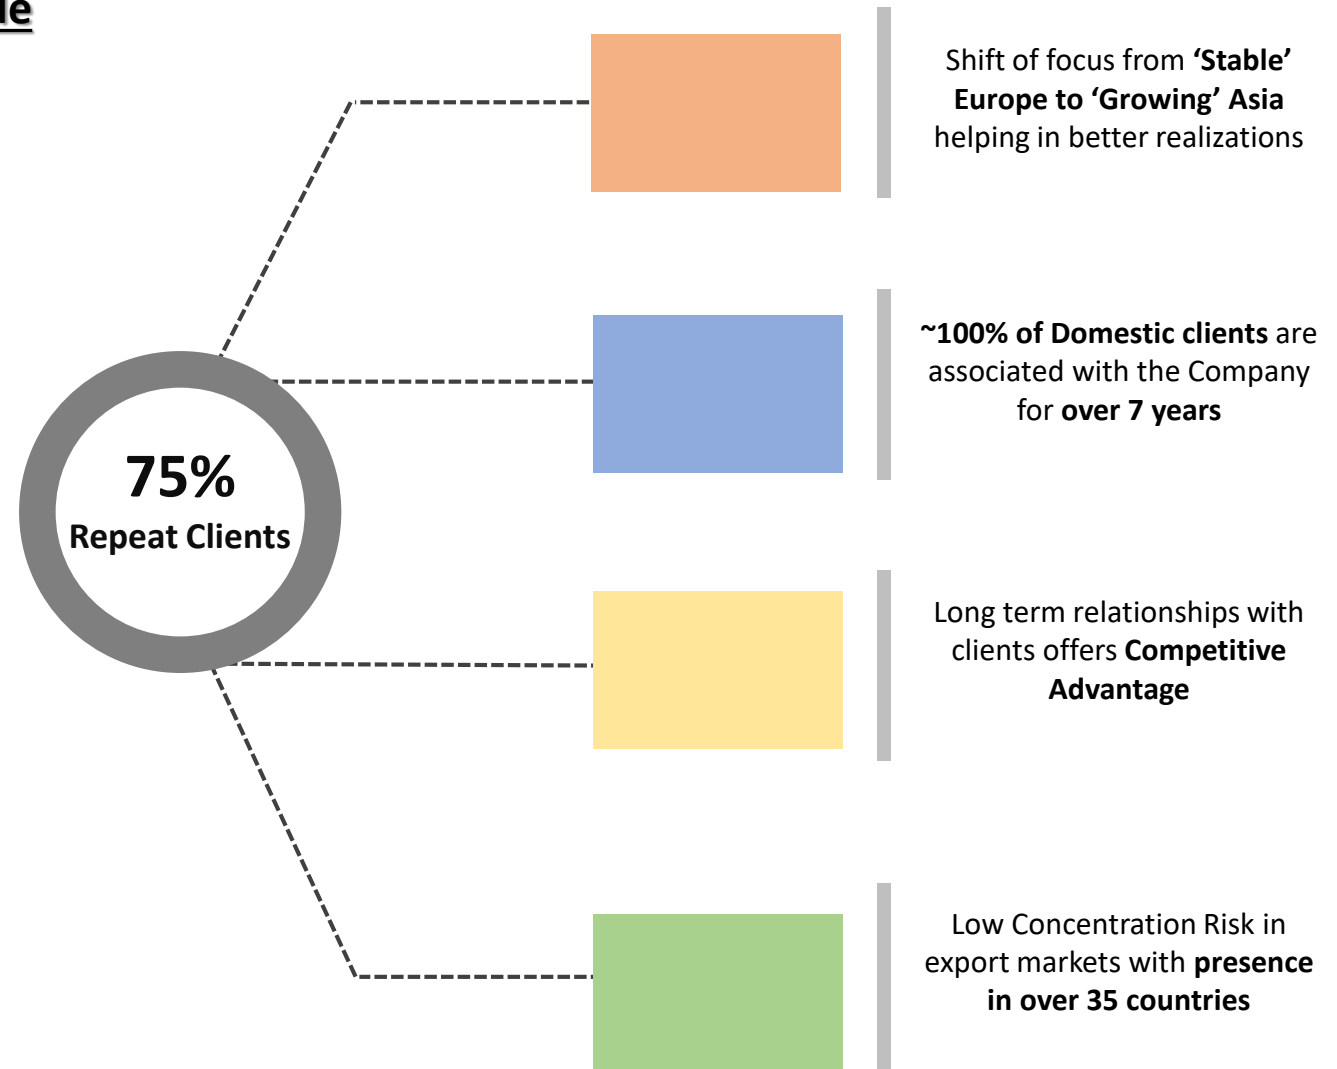 75%
Repeat Clients
Shift of focus from ‘Stable’
Europe to ‘Growing’ Asia
helping in better realizations
~100% of Domestic clients are
associated with the Company
for over 7 years
Long term relationships with
clients offers Competitive
Advantage
Low Concentration Risk in
export markets with presence
in over 35 countries